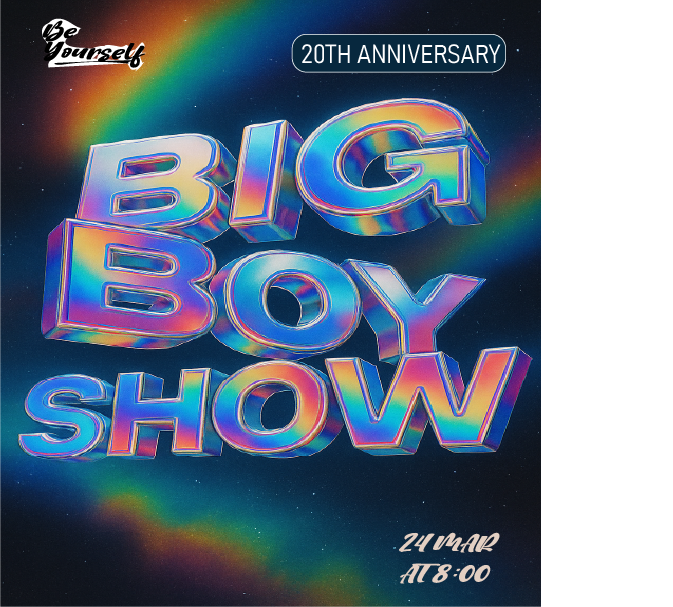 Be
Yourself
20TH ANNIVERSARY
BIG
BOY
SHOW
24 MAR
AT 8:00